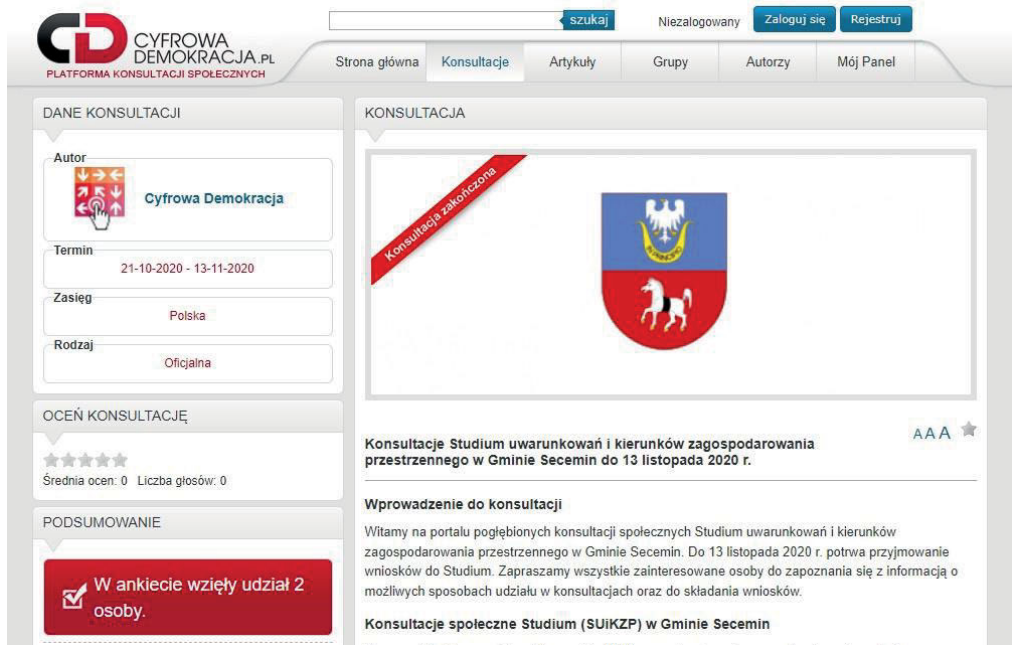 CYFROWA
DEMOKRACJA.PL
PLATFORMA KONSULTACJI SPOŁECZNYCH
szukaj
Niezalogowany
Zaloguj się
Rejestruj
Strona główna
Konsultacje
Artykuły
Grupy
Autorzy
Mój Panel
DANE KONSULTACJI
Autor
Cyfrowa Demokracja
Termin
21-10-2020 - 13-11-2020
Zasięg
Polska
Rodzaj
Oficjalna
OCEŃ KONSULTACJĘ
Średnia ocen: 0 Liczba głosów: 0
PODSUMOWANIE
W ankiecie wzięły udział 2
osoby.
KONSULTACJA
Konsultacja zakończona
A A A
Konsultacje Studium uwarunkowań i kierunków zagospodarowania
przestrzennego w Gminie Secemin do 13 listopada 2020 r.
Wprowadzenie do konsultacji
Witamy na portalu pogłębionych konsultacji społecznych Studium uwarunkowań i kierunków
zagospodarowania przestrzennego w Gminie Secemin. Do 13 listopada 2020 r. potrwa przyjmowanie
wniosków do Studium. Zapraszamy wszystkie zainteresowane osoby do zapoznania się z informacją o
możliwych sposobach udziału w konsultacjach oraz do składania wniosków.
Konsultacje społeczne Studium (SUiKZP) w Gminie Secemin